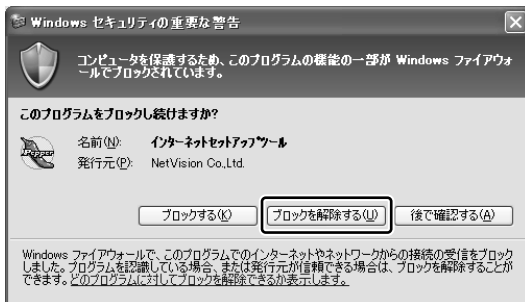 Windows セキュリティの重要な警告
コンピュータを保護するため、このプログラムの機能の一部が Windows ファイアウォ
ールでブロックされています。
このプログラムをブロックし続けますか?
名前(N): インターネットセットアップツール
Pepper
発行元(P): NetVision Co.,Ltd.
ブロックする(K) ブロックを解除する(U) 後で確認する(A)
Windows ファイアウォールで、このプログラムでのインターネットやネットワークからの接続の受信をブロック
しました。プログラムを認識している場合、または発行元が信頼できる場合は、ブロックを解除することが
できます。どのプログラムに対してブロックを解除できるか表示します。